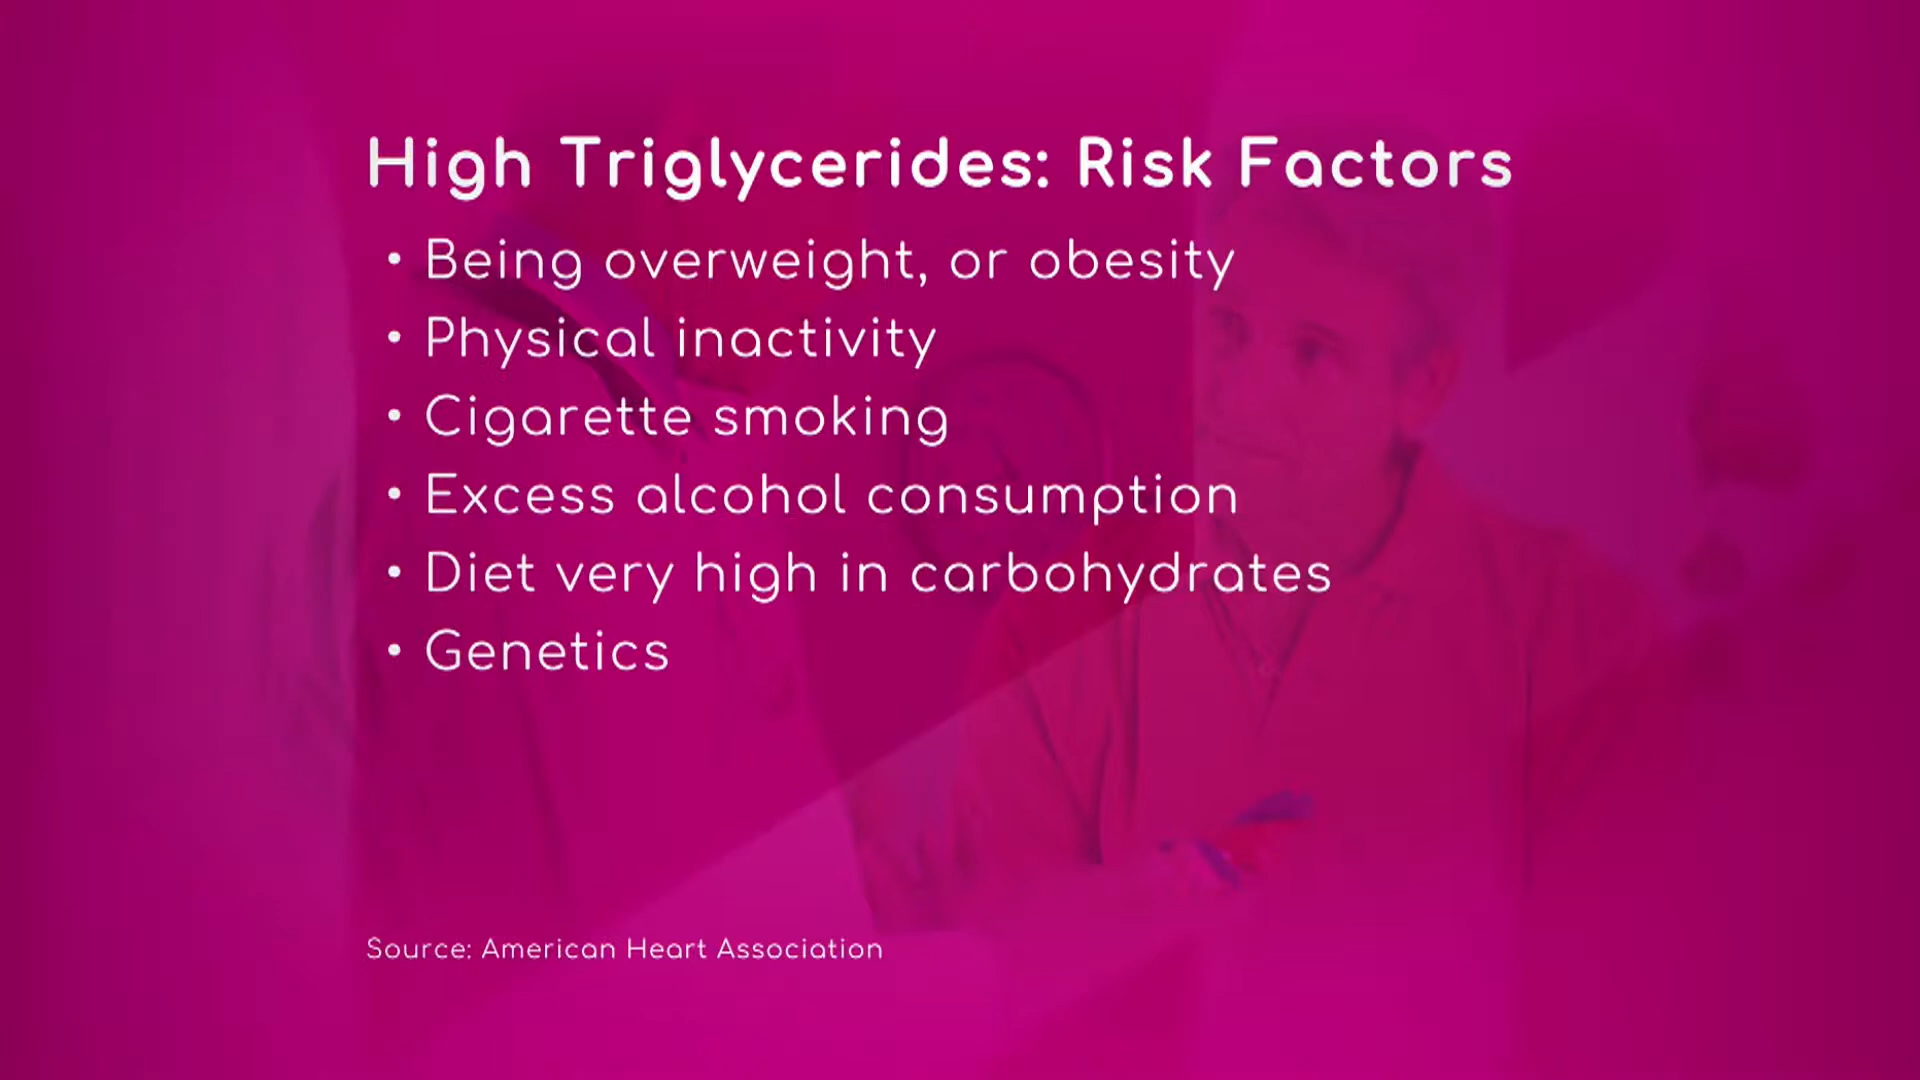 High Triglycerides: Risk Factors
• Being overweight, or obesity
• Physical inactivity
• Cigarette smoking
• Excess alcohol consumption
• Diet very high in carbohydrates
• Genetics
Source: American Heart Association